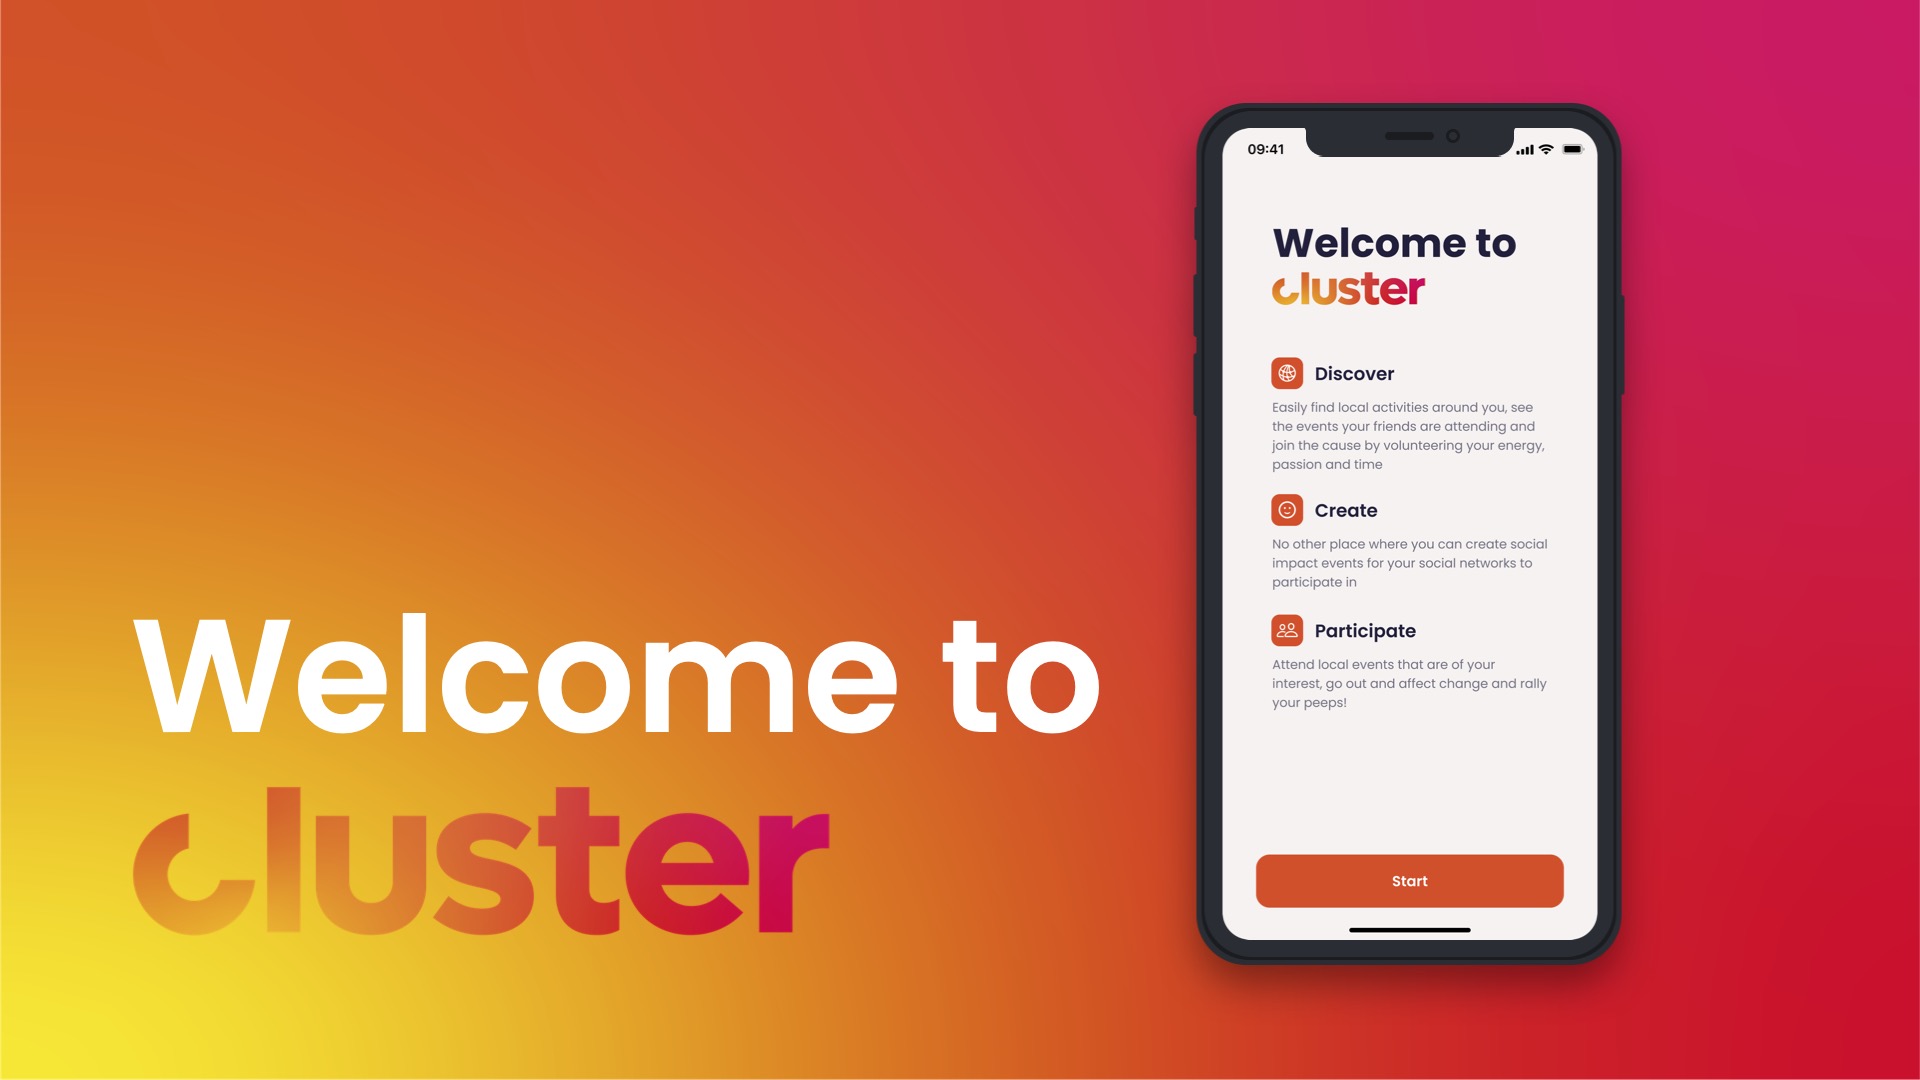 Welcome to
cluster
09:41
Welcome to
cluster
Discover
Easily find local activities around you, see
the events your friends are attending and
join the cause by volunteering your energy,
passion and time
Create
No other place where you can create social
impact events for your social networks to
participate in
Participate
Attend local events that are of your
interest, go out and affect change and rally
your peeps!
Start